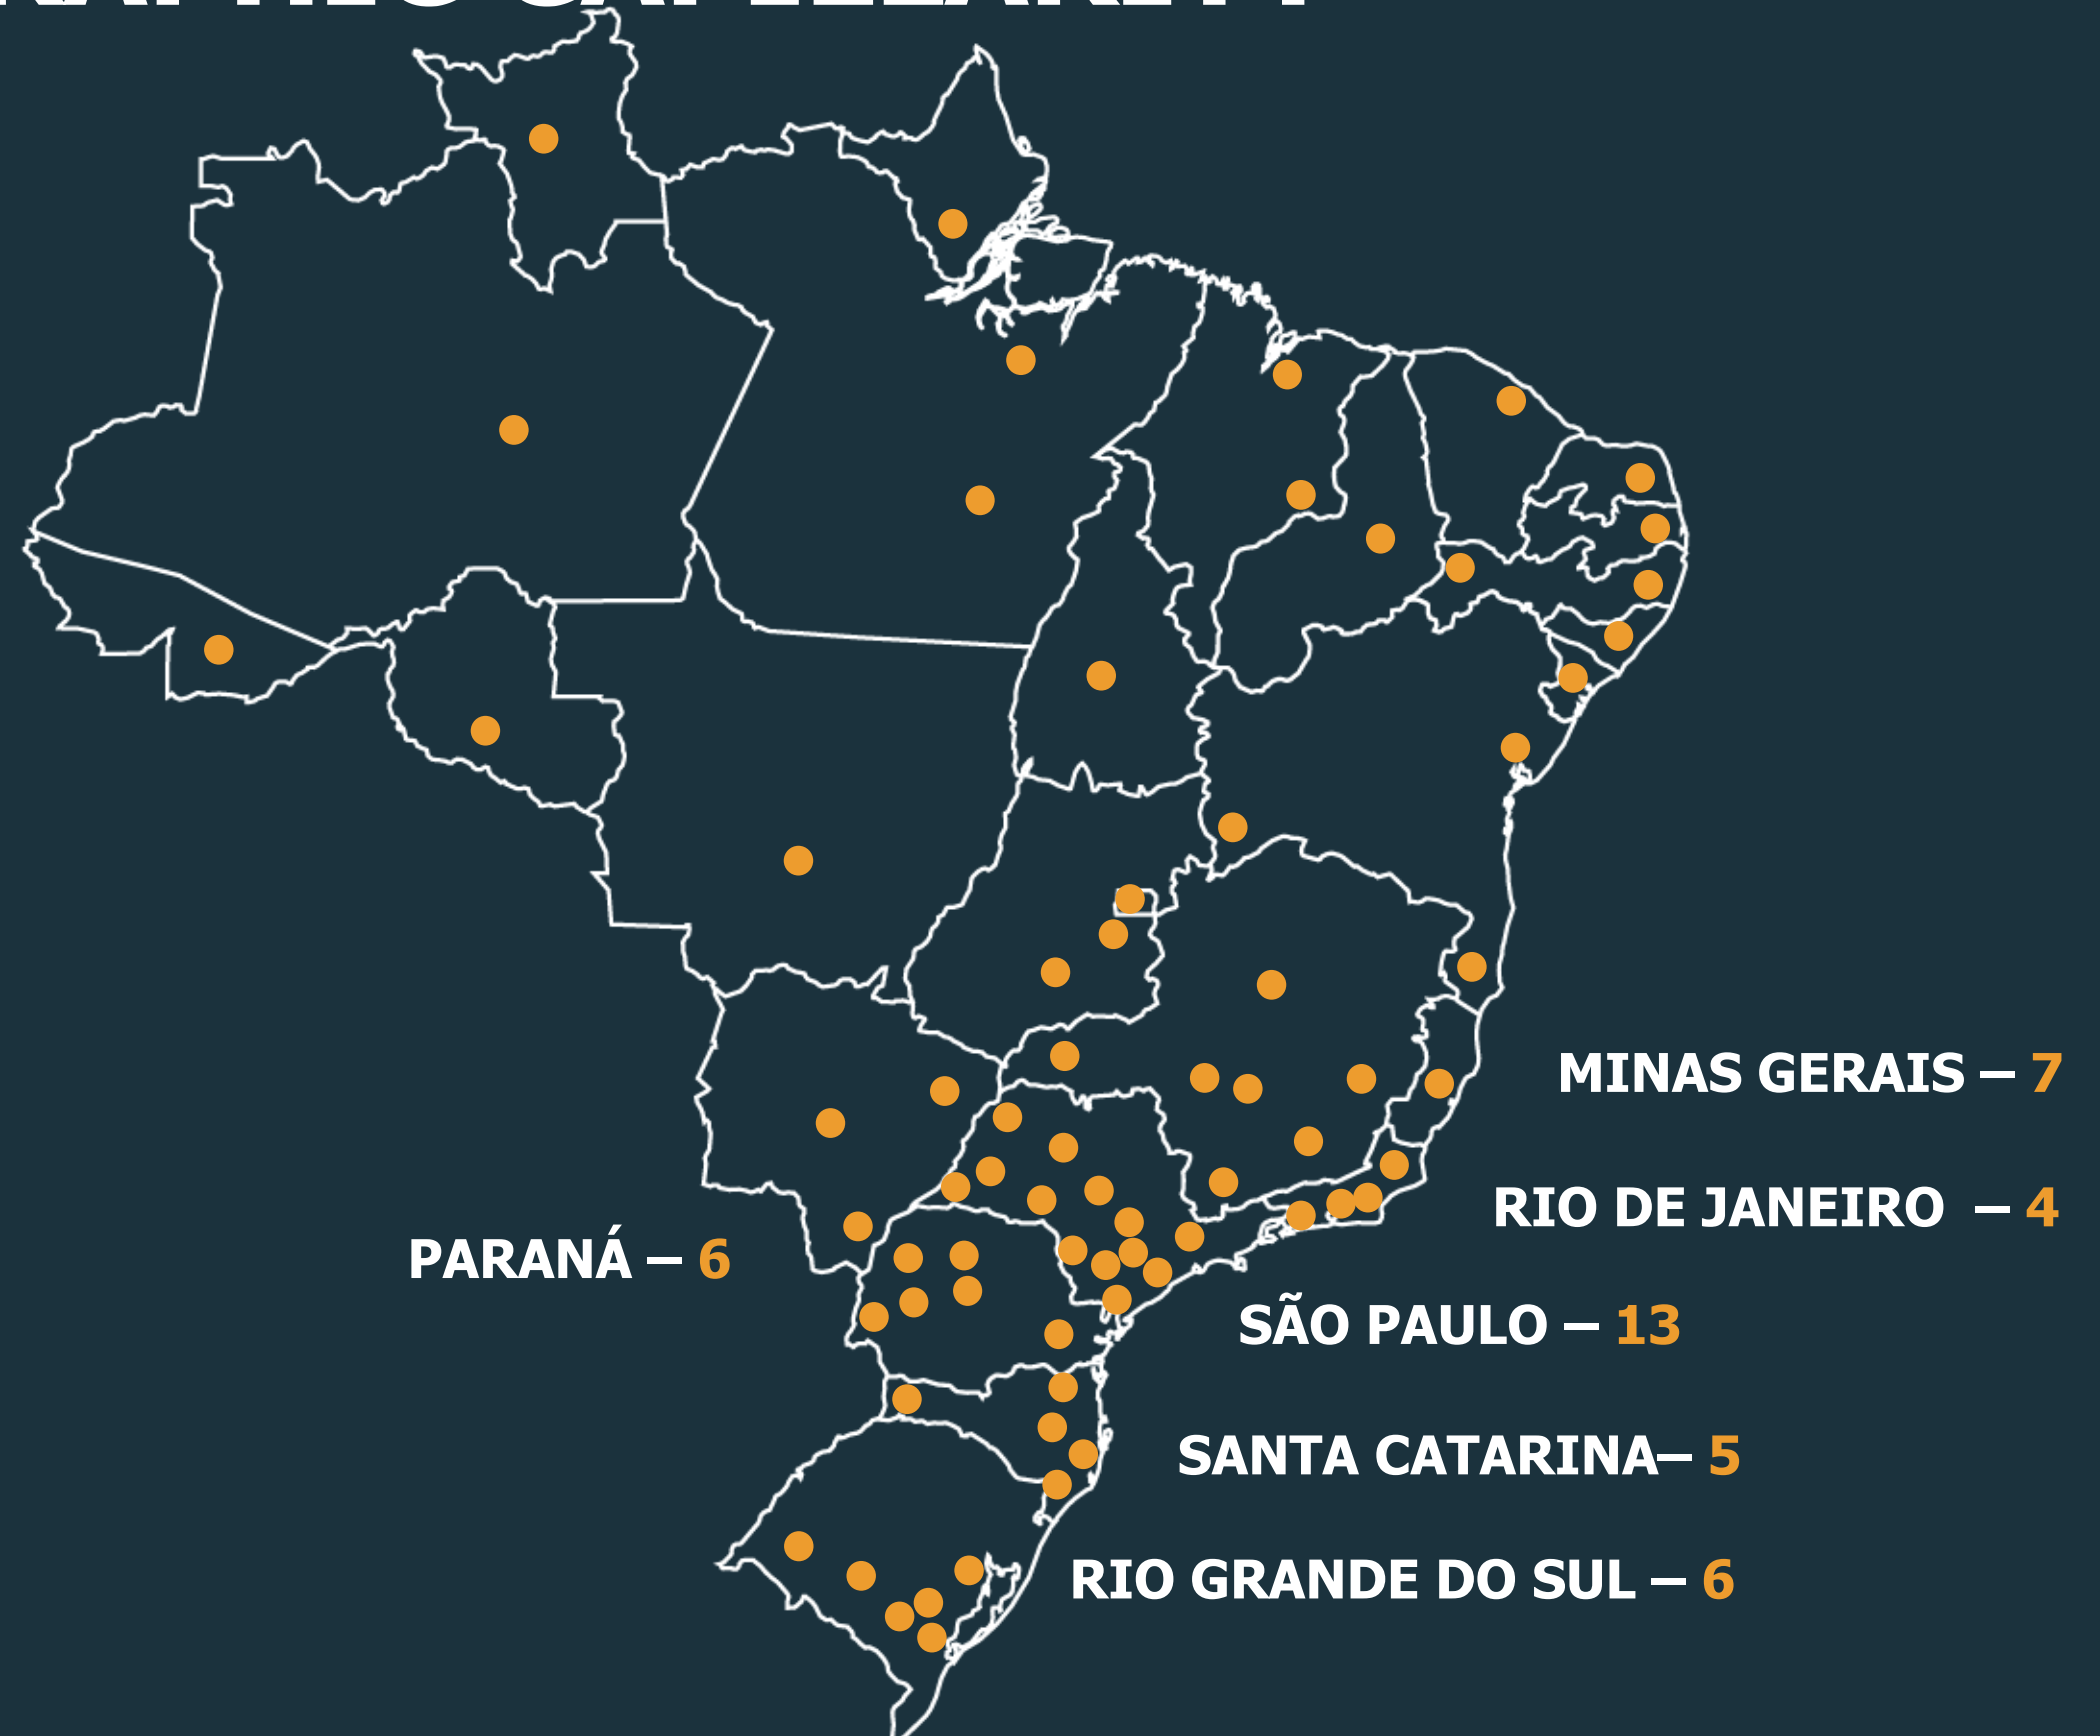 MINAS GERAIS – 7
RIO DE JANEIRO – 4
PARANÁ – 6
SÃO PAULO – 13
SANTA CATARINA– 5
RIO GRANDE DO SUL – 6